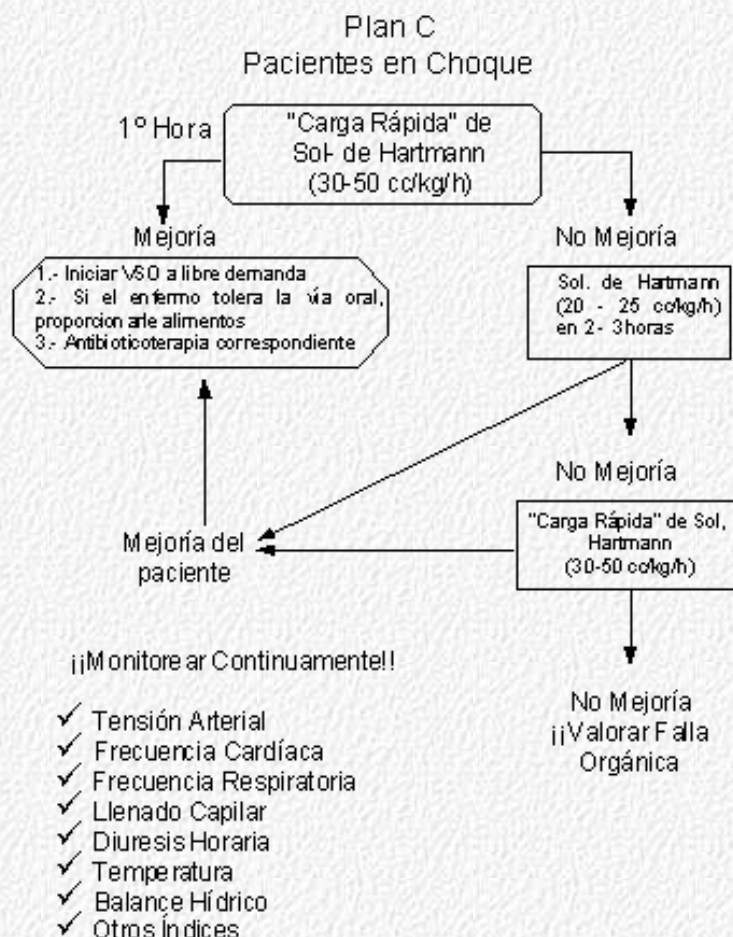 Plan C
Pacientes en Choque
1º Hora
"Carga Rápida" de
Sol- de Hartmann
(30-50 cc/kg/h)
Mejoría
1.- Iniciar VSO a libre demanda
2.- Si el enfermo tolera la vía oral,
proporcionarle alimentos
3.- Antibioticoterapia correspondiente
No Mejoría
Sol. de Hartmann
(20 - 25 cc/kg/h)
en 2- 3horas
No Mejoría
"Carga Rápida" de Sol,
Hartmann
(30-50 cc/kg/h)
Mejoría del
paciente
No Mejoría
¡¡Valorar Falla
Orgánica
¡¡Monitorear Continuamente!!
✓ Tensión Arterial
✓ Frecuencia Cardíaca
✓ Frecuencia Respiratoria
✓ Llenado Capilar
✓ Diuresis Horaria
✓ Temperatura
✓ Balance Hídrico
✓ Otros Índices